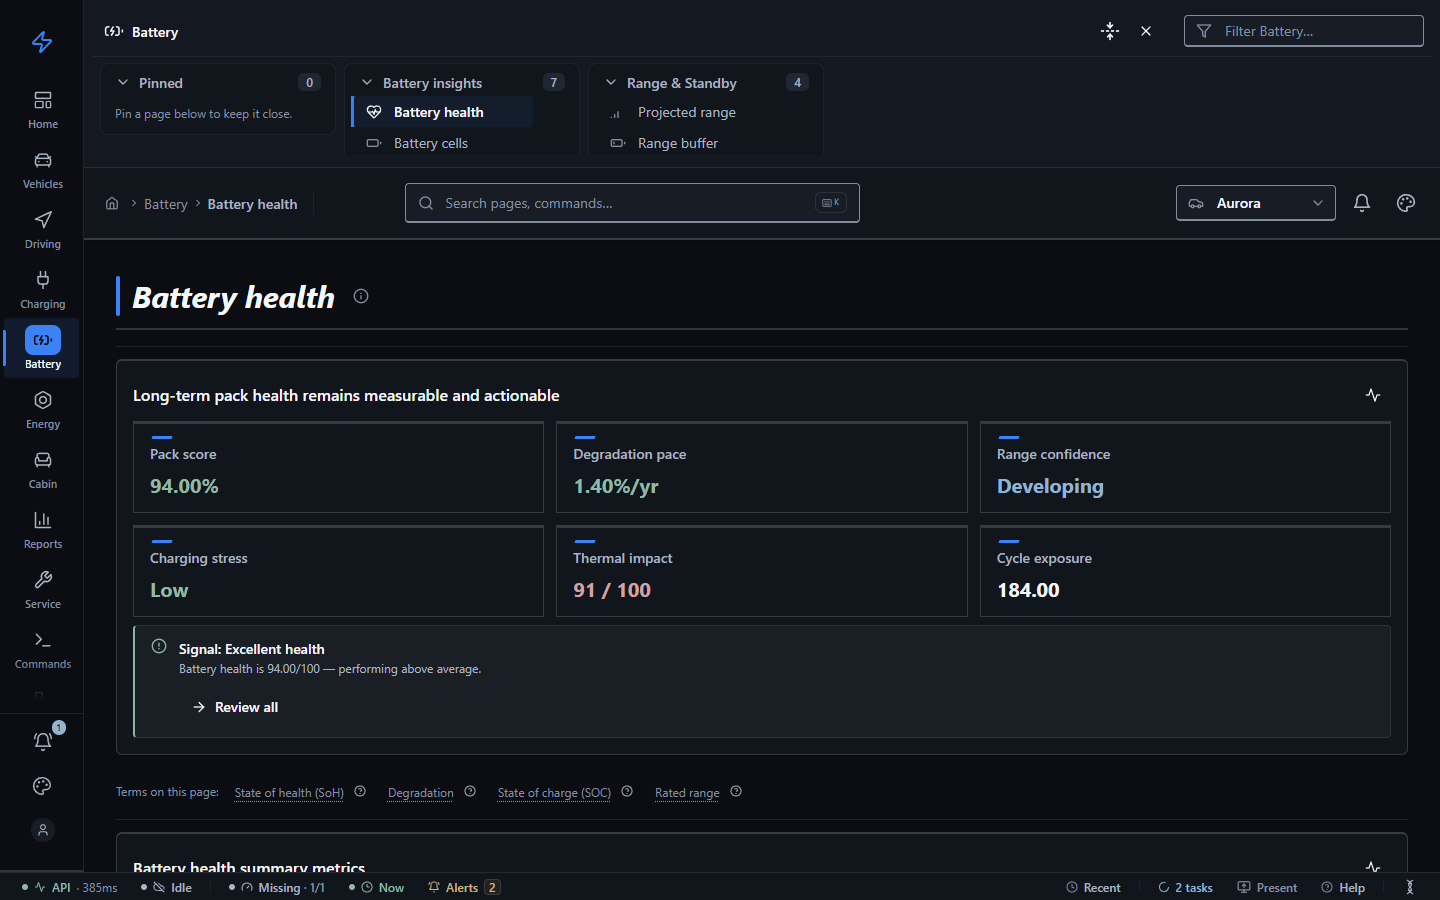 Battery
Filter Battery...
Home
Vehicles
Driving
Charging
Battery
Energy
Cabin
Reports
Service
Commands
1
Pinned 0
Pin a page below to keep it close.
Battery insights 7
Battery health
Battery cells
Range & Standby 4
Projected range
Range buffer
Battery > Battery health
Search pages, commands...
K
Aurora
Battery health
Long-term pack health remains measurable and actionable
Pack score
94.00%
Degradation pace
1.40%/yr
Range confidence
Developing
Charging stress
Low
Thermal impact
91 / 100
Cycle exposure
184.00
Signal: Excellent health
Battery health is 94.00/100 — performing above average.
Review all
Terms on this page: State of health (SoH) Degradation State of charge (SOC) Rated range
Battery health summary metrics
API · 385ms Idle Missing · 1/1 Now Alerts 2 Recent 2 tasks Present Help